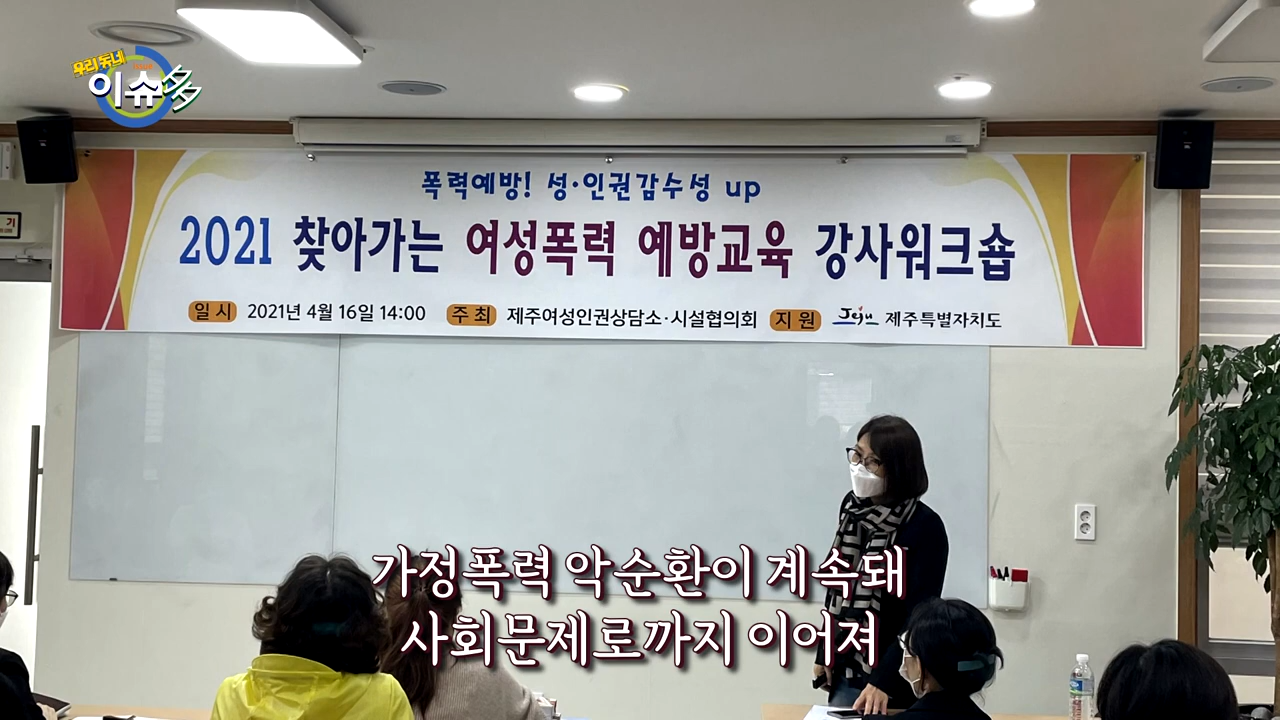 우리동네
이슈多
폭력예방! 성·인권감수성 up
2021 찾아가는 여성폭력 예방교육 강사워크숍
일 시 2021년 4월 16일 14:00 주 최 제주여성인권상담소·시설협의회 지 원 Jeju 제주특별자치도
가정폭력 악순환이 계속돼
사회문제로까지 이어져